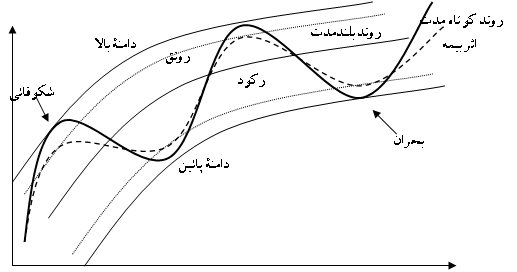 روند کوتاه مدت
اثر بیمه
روند بلندمدت
دامنهٔ بالا
رونق
رکود
شکوفائی
بحران
دامنهٔ پائین